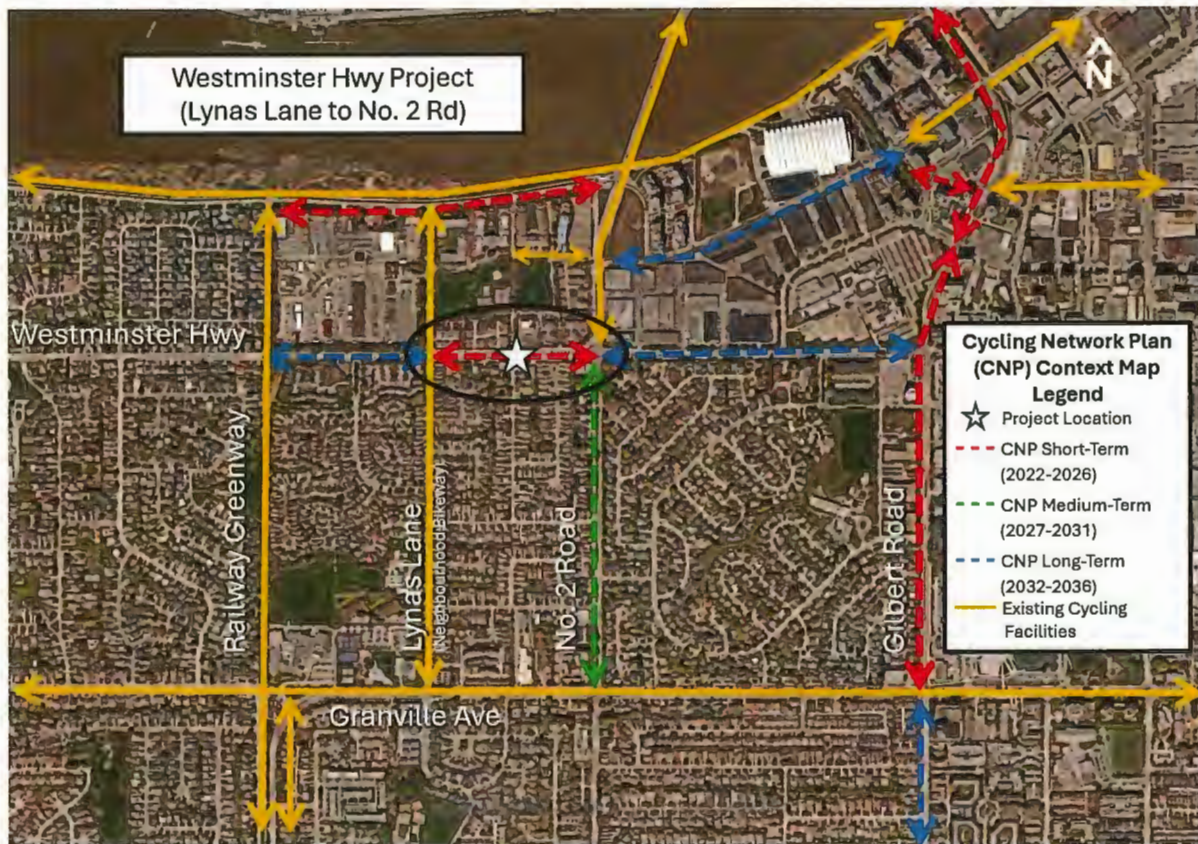 Westminster Hwy Project
(Lynas Lane to No. 2 Rd)
N
Westminster Hwy
Railway Greenway
Lynas Lane
(Neighbourhood Bikeway)
No. 2 Road
Gilbert Road
Granville Ave
Cycling Network Plan
(CNP) Context Map
Legend
Project Location
CNP Short-Term
(2022-2026)
CNP Medium-Term
(2027-2031)
CNP Long-Term
(2032-2036)
Existing Cycling
Facilities